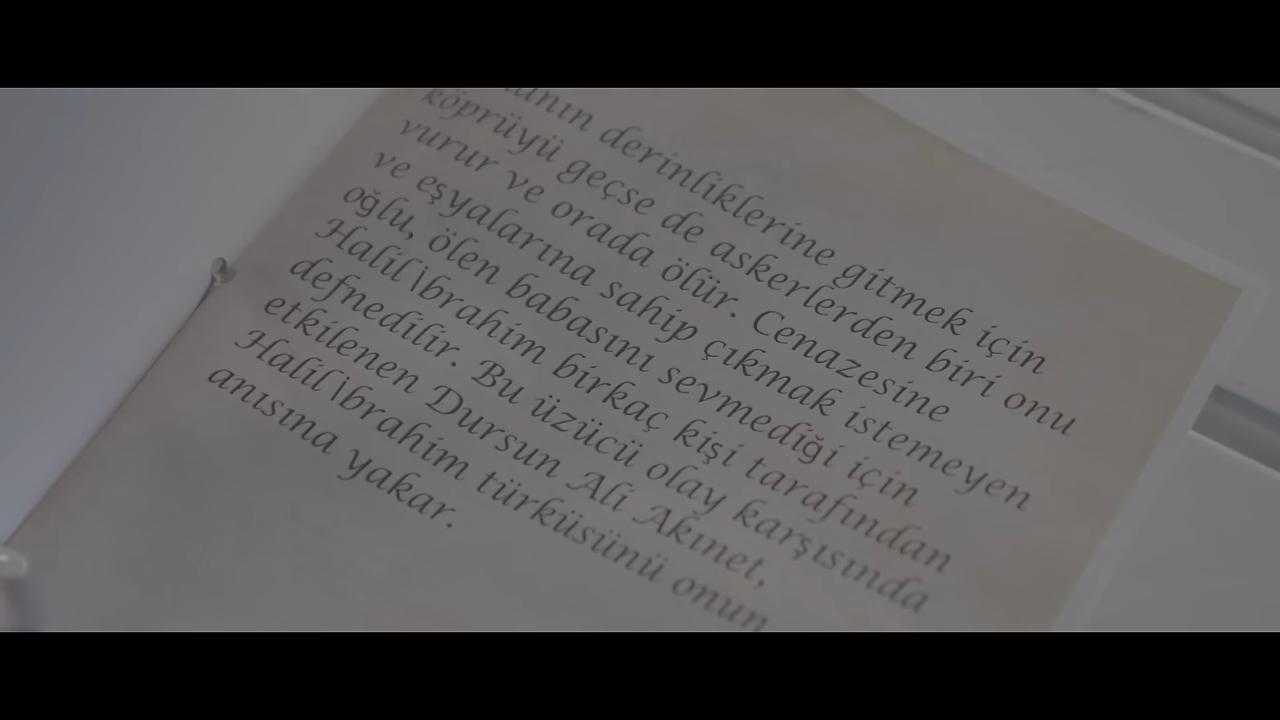 derinliklerine gitmek için
köprüyü geçse de askerlerden biri onu
vurur ve orada ölür. Cenazesine
ve eşyalarına sahip çıkmak istemeyen
oğlu, ölen babasını sevmediği için
Halil\brahim birkaç kişi tarafından
defnedilir. Bu üzücü olay karşısında
etkilenen Dursun Ali Akınet,
Halil\brahim türküsünü onun
anısına yakar.